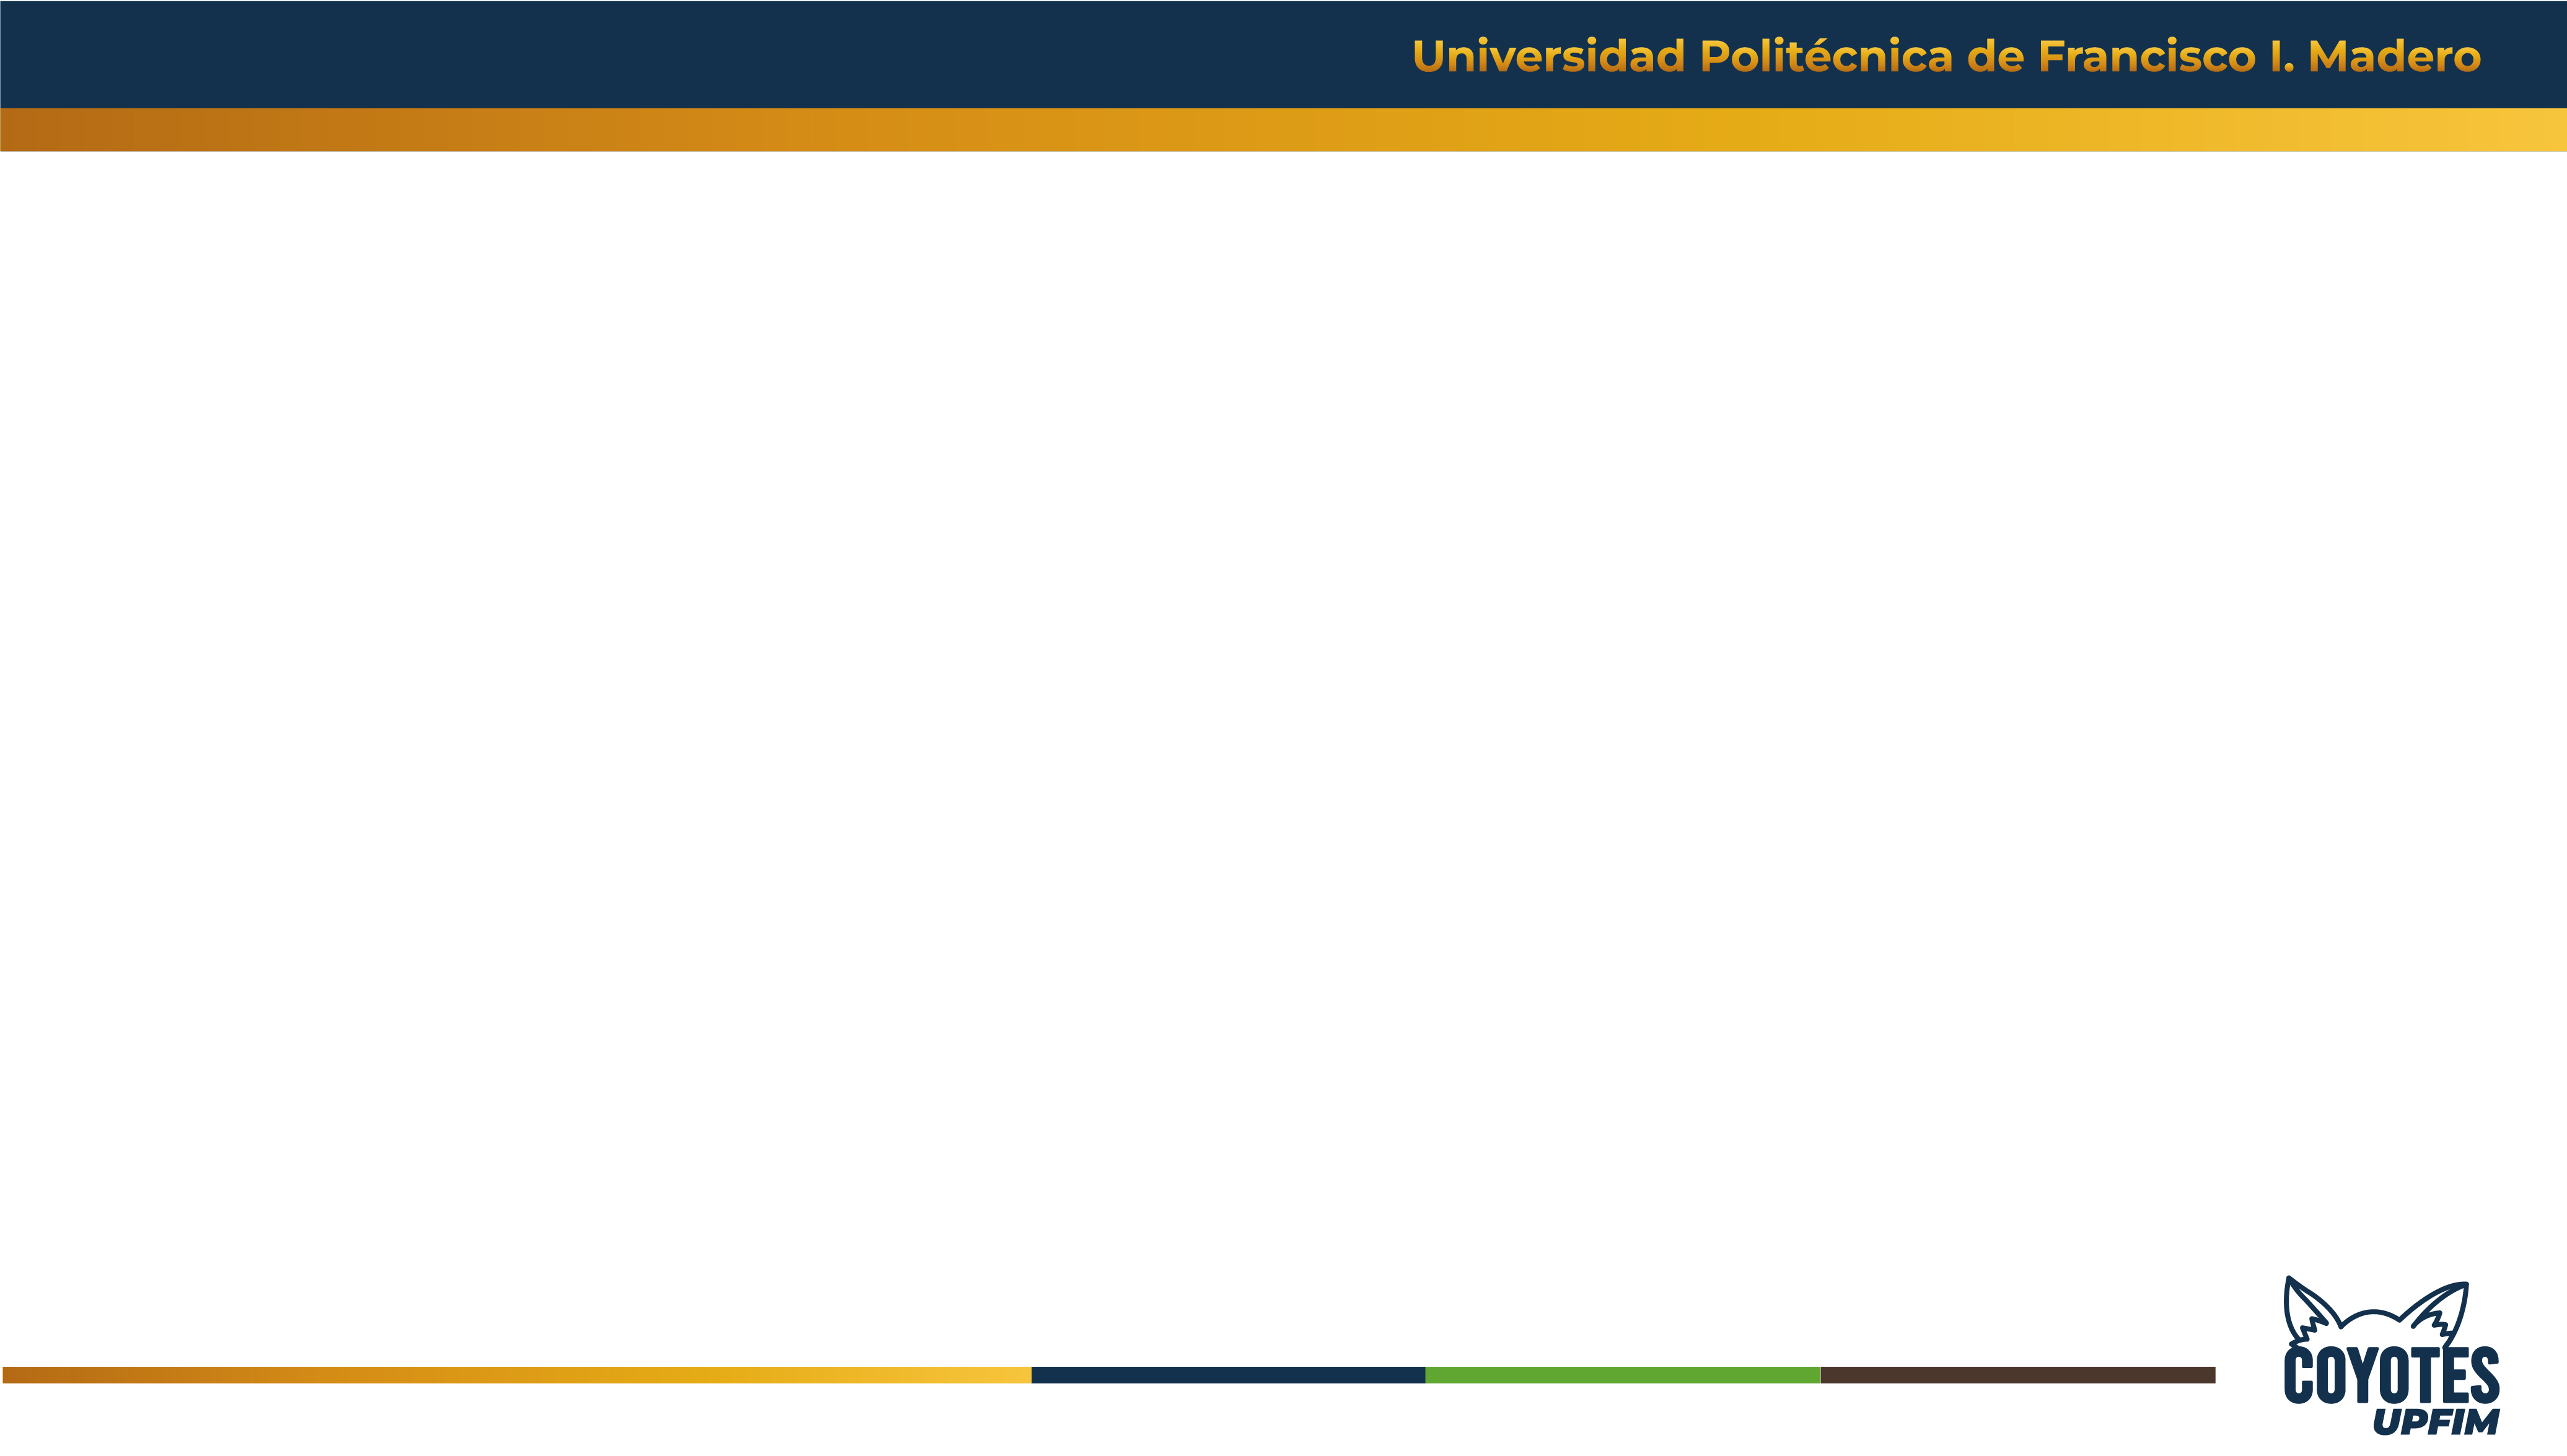 Universidad Politécnica de Francisco I. Madero
COYOTES
UPFIM